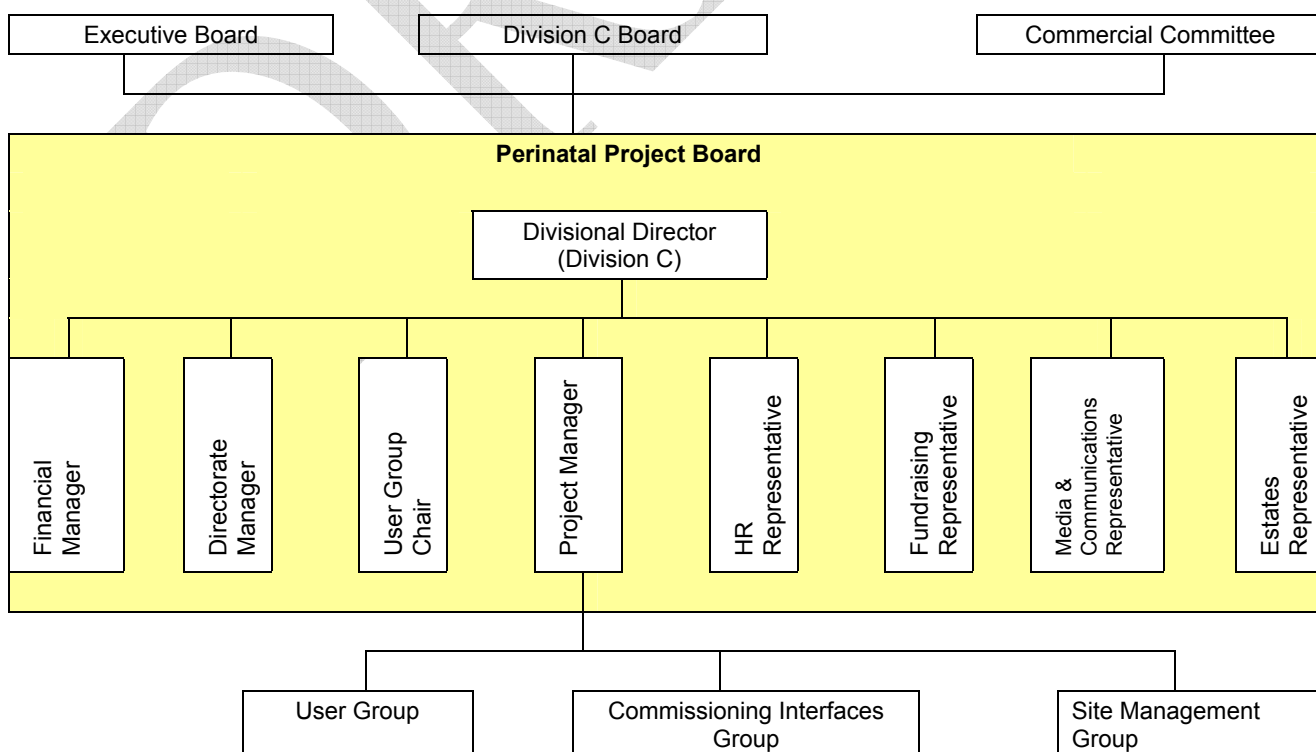 Executive Board
Division C Board
Commercial Committee
Perinatal Project Board
Divisional Director
(Division C)
Financial
Manager
Directorate
Manager
User Group
Chair
Project Manager
HR
Representative
Fundraising
Representative
Media &
Communications
Representative
Estates
Representative
User Group
Commissioning Interfaces
Group
Site Management
Group